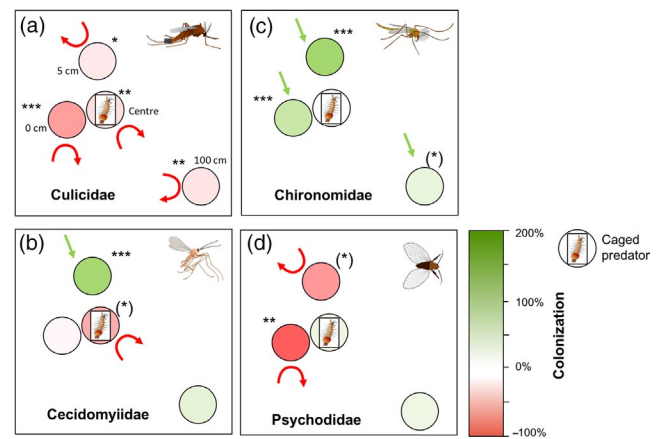 (a)
*
5 cm
***
0 cm
**
Centre
**
100 cm
Culicidae
(c)
***
***
(*)
Chironomidae
(b)
***
(*)
Cecidomyiidae
(d)
(*)
**
Psychodidae
200%
100%
0%
−100%
Colonization
Caged
predator